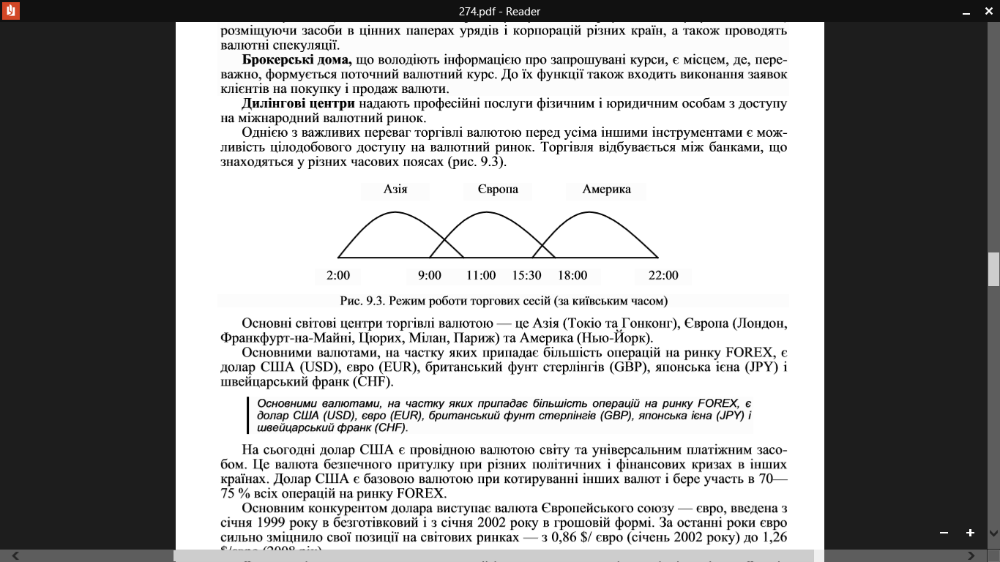 274.pdf - Reader
розміщуючи засоби в цінних паперах урядів і корпорацій різних країн, а також проводять
валютні спекуляції.
Брокерські дома, що володіють інформацією про запрошувані курси, є місцем, де, пере-
важно, формується поточний валютний курс. До їх функції також входить виконання заявок
клієнтів на покупку і продаж валюти.
Дилінгові центри надають професійні послуги фізичним і юридичним особам з доступу
на міжнародний валютний ринок.
Однією з важливих переваг торгівлі валютою перед усіма іншими інструментами є мож-
ливість цілодобового доступу на валютний ринок. Торгівля відбувається між банками, що
знаходяться у різних часових поясах (рис. 9.3).
Азія Європа Америка
2:00 9:00 11:00 15:30 18:00 22:00
Рис. 9.3. Режим роботи торгових сесій (за київським часом)
Основні світові центри торгівлі валютою — це Азія (Токіо та Гонконг), Європа (Лондон,
Франкфурт-на-Майні, Цюрих, Мілан, Париж) та Америка (Нью-Йорк).
Основними валютами, на частку яких припадає більшість операцій на ринку FOREX, є
долар США (USD), євро (EUR), британський фунт стерлінгів (GBP), японська ієна (JPY) і
швейцарський франк (CHF).
Основними валютами, на частку яких припадає більшість операцій на ринку FOREX, є
долар США (USD), євро (EUR), британський фунт стерлінгів (GBP), японська ієна (JPY) і
швейцарський франк (CHF).
На сьогодні долар США є провідною валютою світу та універсальним платіжним засо-
бом. Це валюта безпечного притулку при різних політичних і фінансових кризах в інших
країнах. Долар США є базовою валютою при котируванні інших валют і бере участь в 70—
75 % всіх операцій на ринку FOREX.
Основним конкурентом долара виступає валюта Європейського союзу — євро, введена з
січня 1999 року в безготівковий і з січня 2002 року в грошовій формі. За останні роки євро
сильно зміцнило свої позиції на світових ринках — з 0,86 $/ євро (січень 2002 року) до 1,26